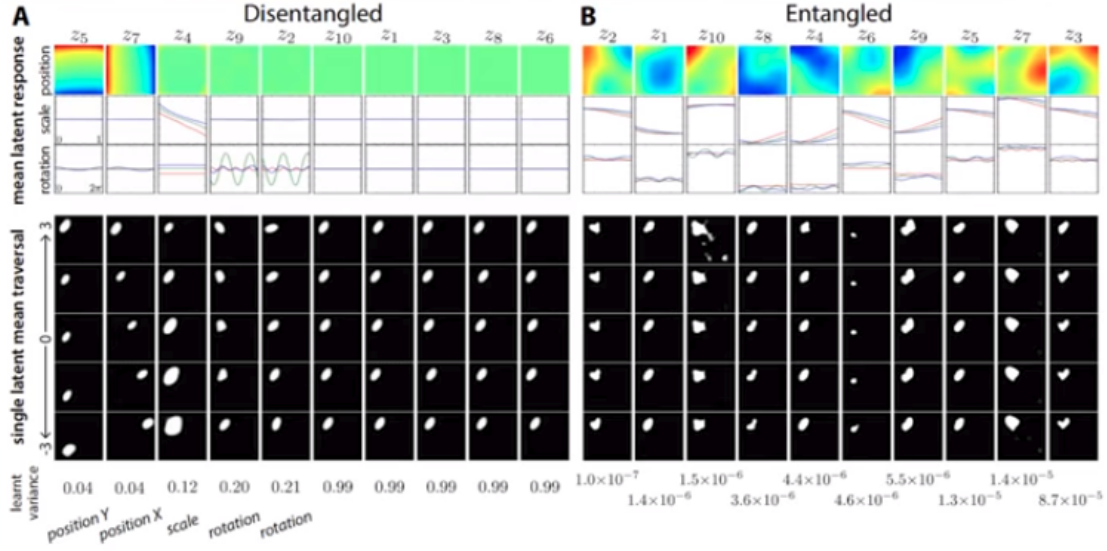 A Disentangled
z5 z7 z4 z9 z2 z10 z1 z3 z8 z6
mean latent response
position
scale
0 1
rotation
0 2π
single latent mean traversal
3
0
-3
learnt variance
0.04 0.04 0.12 0.20 0.21 0.99 0.99 0.99 0.99 0.99
position Y position X scale rotation rotation
B Entangled
z2 z1 z10 z8 z4 z6 z9 z5 z7 z3
1.0×10⁻⁷ 1.5×10⁻⁶ 4.4×10⁻⁶ 5.5×10⁻⁶ 1.4×10⁻⁵
1.4×10⁻⁶ 3.6×10⁻⁶ 4.6×10⁻⁶ 1.3×10⁻⁵ 8.7×10⁻⁵